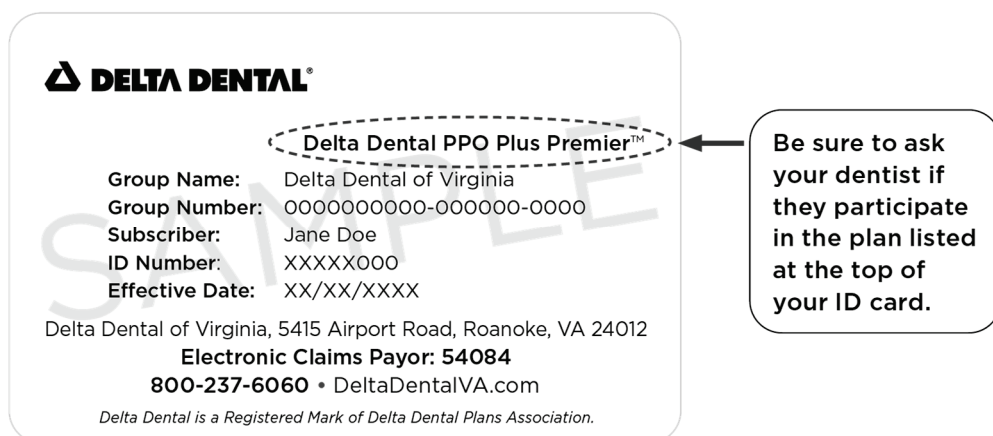 DELTA DENTAL®
Delta Dental PPO Plus Premier™
Group Name: Delta Dental of Virginia
Group Number: 0000000000-000000-0000
Subscriber: Jane Doe
ID Number: XXXXX000
Effective Date: XX/XX/XXXX
SAMPLE
Delta Dental of Virginia, 5415 Airport Road, Roanoke, VA 24012
Electronic Claims Payor: 54084
800-237-6060 • DeltaDentalVA.com
Delta Dental is a Registered Mark of Delta Dental Plans Association.
Be sure to ask
your dentist if
they participate
in the plan listed
at the top of
your ID card.